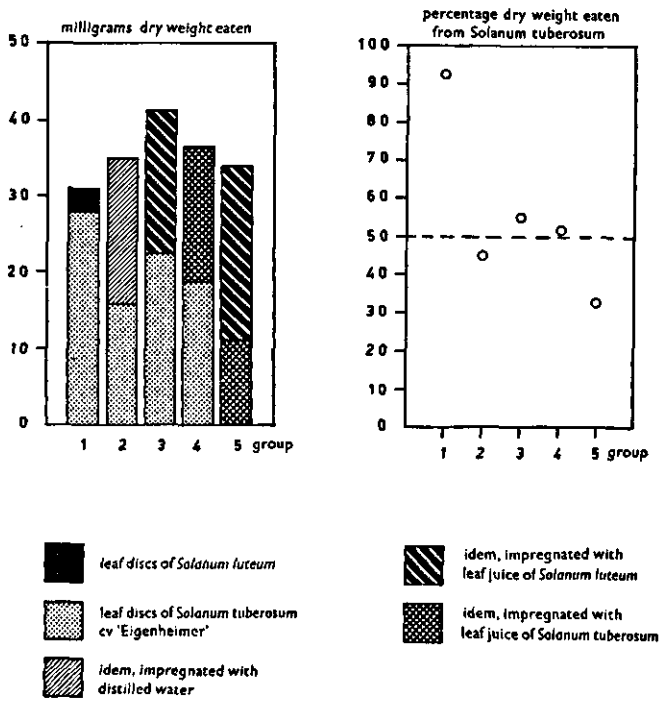 milligrams dry weight eaten
50
40
30
20
10
0
1 2 3 4 5 group
percentage dry weight eaten
from Solanum tuberosum
100
90
80
70
60
50
40
30
20
10
0
1 2 3 4 5 group
leaf discs of Solanum luteum
leaf discs of Solanum tuberosum
cv 'Eigenheimer'
idem, impregnated with
distilled water
idem, impregnated with
leaf juice of Solanum luteum
idem, impregnated with
leaf juice of Solanum tuberosum